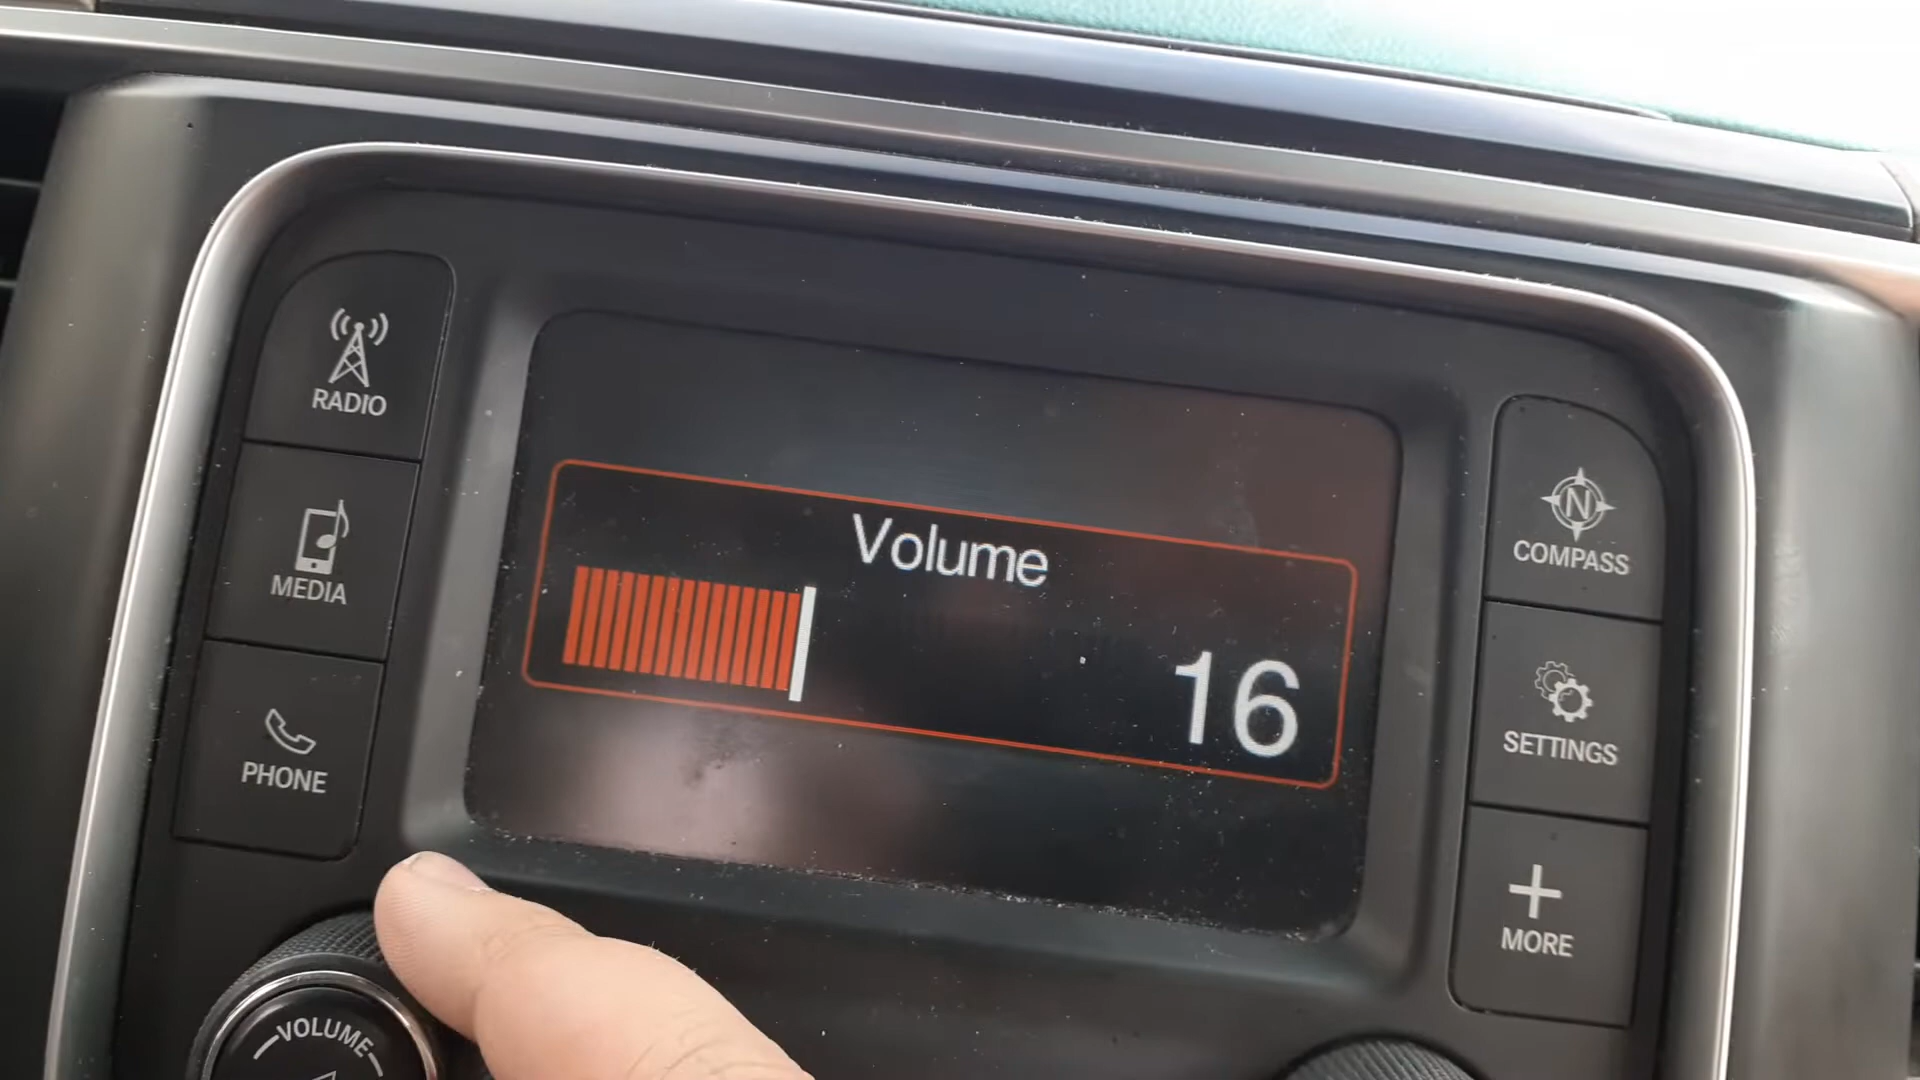 RADIO
MEDIA
PHONE
Volume
16
N
COMPASS
SETTINGS
MORE
VOLUME